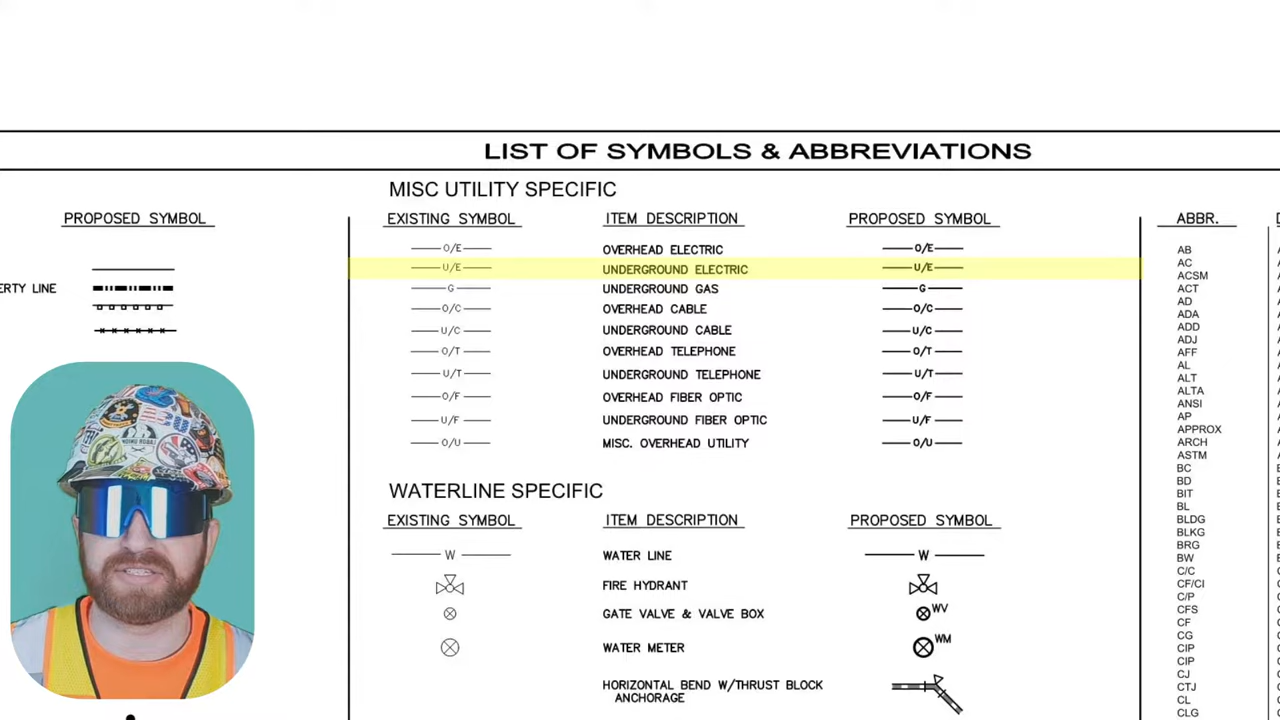 LIST OF SYMBOLS & ABBREVIATIONS
PROPOSED SYMBOL
ERTY LINE
MISC UTILITY SPECIFIC
EXISTING SYMBOL ITEM DESCRIPTION PROPOSED SYMBOL
O/E OVERHEAD ELECTRIC O/E
U/E UNDERGROUND ELECTRIC U/E
G UNDERGROUND GAS G
O/C OVERHEAD CABLE O/C
U/C UNDERGROUND CABLE U/C
O/T OVERHEAD TELEPHONE O/T
U/T UNDERGROUND TELEPHONE U/T
O/F OVERHEAD FIBER OPTIC O/F
U/F UNDERGROUND FIBER OPTIC U/F
O/U MISC. OVERHEAD UTILITY O/U
WATERLINE SPECIFIC
EXISTING SYMBOL ITEM DESCRIPTION PROPOSED SYMBOL
W WATER LINE W
FIRE HYDRANT
GATE VALVE & VALVE BOX WV
WATER METER WM
HORIZONTAL BEND W/THRUST BLOCK
ANCHORAGE
ABBR.
AB
AC
ACSM
ACT
AD
ADA
ADD
ADJ
AFF
AL
ALT
ALTA
ANSI
AP
APPROX
ARCH
ASTM
BC
BD
BIT
BL
BLDG
BLKG
BRG
BW
C/C
CF/CI
C/P
CFS
CF
CG
CIP
CIP
CJ
CTJ
CL
CLG